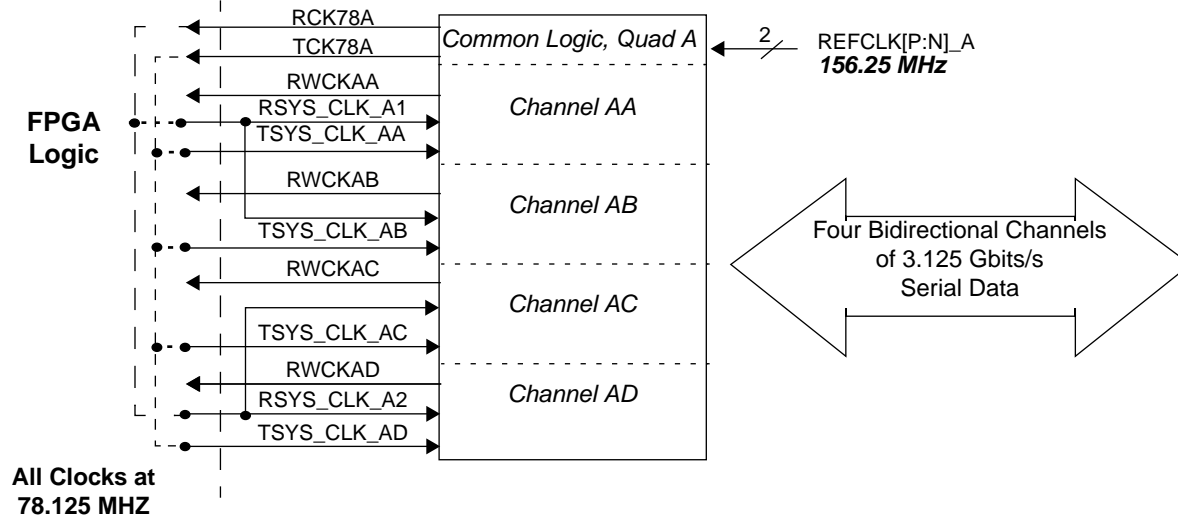 RCK78A
TCK78A
Common Logic, Quad A
2
REFCLK[P:N]_A
156.25 MHz
RWCKAA
RSYS_CLK_A1
TSYS_CLK_AA
Channel AA
FPGA
Logic
RWCKAB
Channel AB
TSYS_CLK_AB
RWCKAC
Channel AC
TSYS_CLK_AC
RWCKAD
Channel AD
RSYS_CLK_A2
TSYS_CLK_AD
Four Bidirectional Channels
of 3.125 Gbits/s
Serial Data
All Clocks at
78.125 MHZ